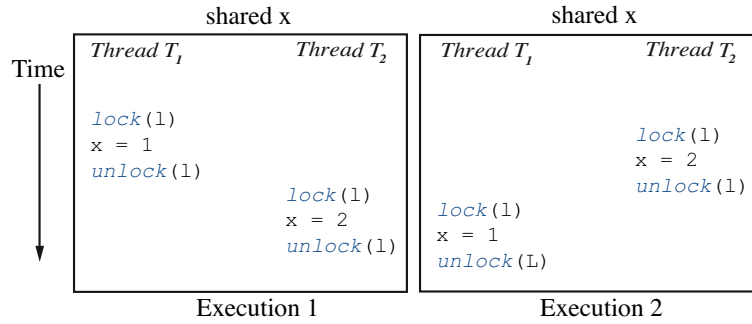 shared x
Thread T1
Thread T2
Time
lock(l)
x = 1
unlock(l)
lock(l)
x = 2
unlock(l)
Execution 1
shared x
Thread T1
Thread T2
lock(l)
x = 2
unlock(l)
lock(l)
x = 1
unlock(L)
Execution 2